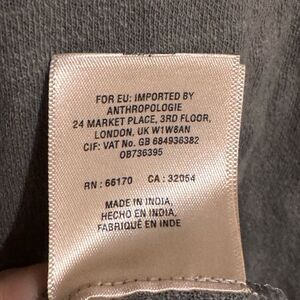 FOR EU: IMPORTED BY
ANTHROPOLOGIE
24 MARKET PLACE, 3RD FLOOR,
LONDON, UK W1W8AN
CIF: VAT No. GB 684936382
OB736395
RN: 66170 CA: 32054
MADE IN INDIA,
HECHO EN INDIA,
FABRIQUÉ EN INDE